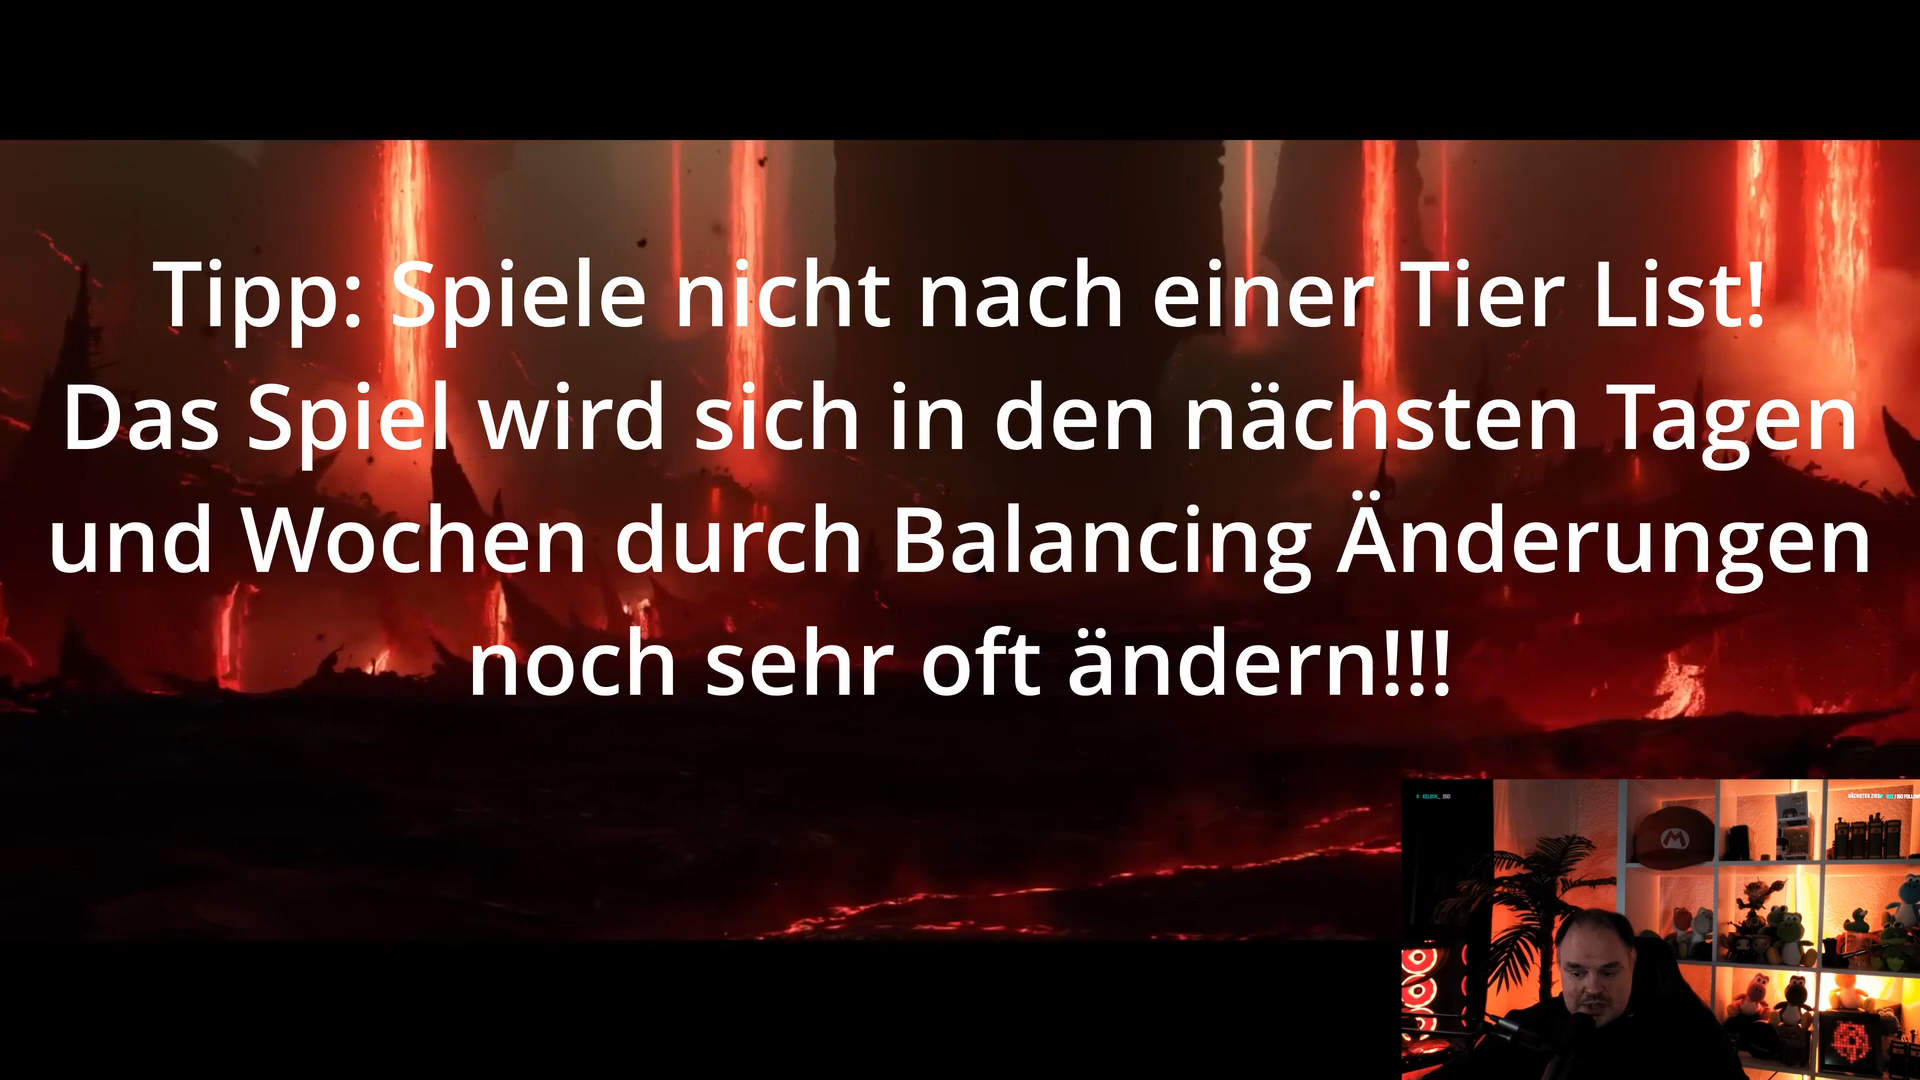 Tipp: Spiele nicht nach einer Tier List!
Das Spiel wird sich in den nächsten Tagen
und Wochen durch Balancing Änderungen
noch sehr oft ändern!!!
M